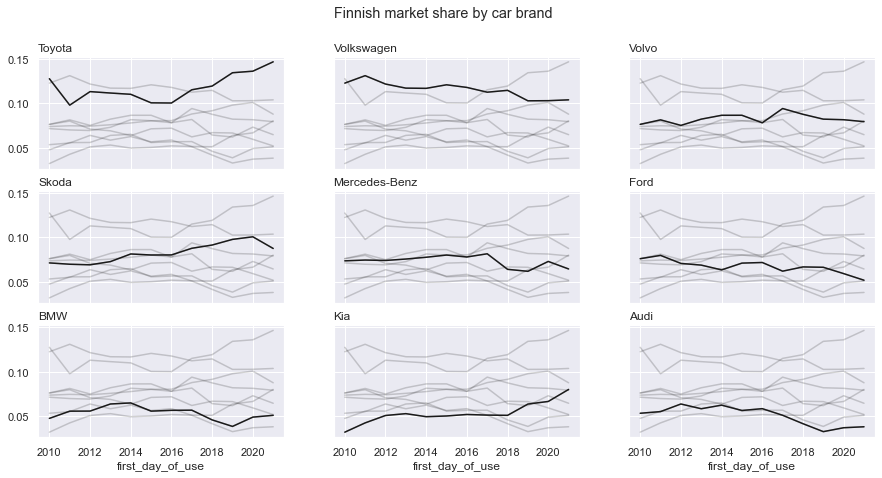 Finnish market share by car brand
Toyota
Volkswagen
Volvo
0.15
0.10
0.05
Skoda
Mercedes-Benz
Ford
0.15
0.10
0.05
BMW
Kia
Audi
0.15
0.10
0.05
2010 2012 2014 2016 2018 2020
first_day_of_use
2010 2012 2014 2016 2018 2020
first_day_of_use
2010 2012 2014 2016 2018 2020
first_day_of_use